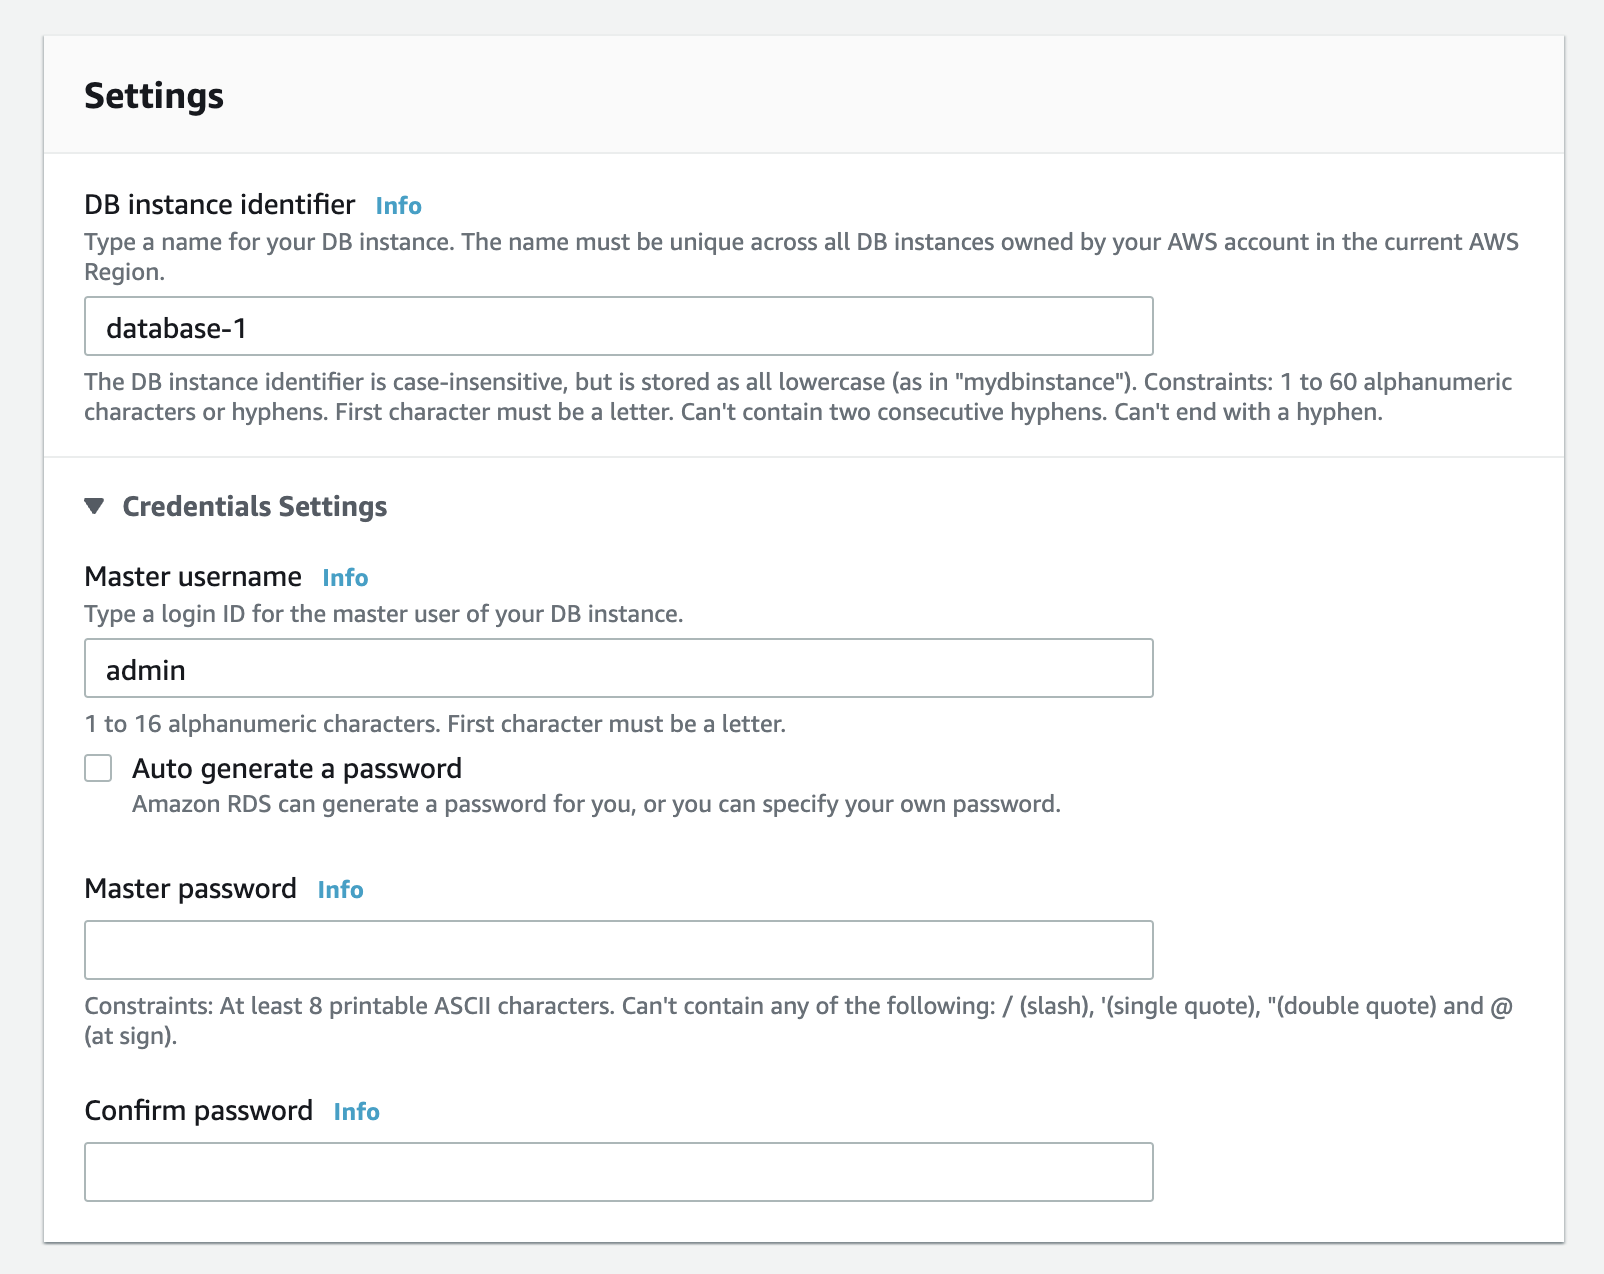 Settings
DB instance identifier Info
Type a name for your DB instance. The name must be unique across all DB instances owned by your AWS account in the current AWS
Region.
database-1
The DB instance identifier is case-insensitive, but is stored as all lowercase (as in "mydbinstance"). Constraints: 1 to 60 alphanumeric
characters or hyphens. First character must be a letter. Can't contain two consecutive hyphens. Can't end with a hyphen.
Credentials Settings
Master username Info
Type a login ID for the master user of your DB instance.
admin
1 to 16 alphanumeric characters. First character must be a letter.
Auto generate a password
Amazon RDS can generate a password for you, or you can specify your own password.
Master password Info
Constraints: At least 8 printable ASCII characters. Can't contain any of the following: / (slash), '(single quote), "(double quote) and @
(at sign).
Confirm password Info